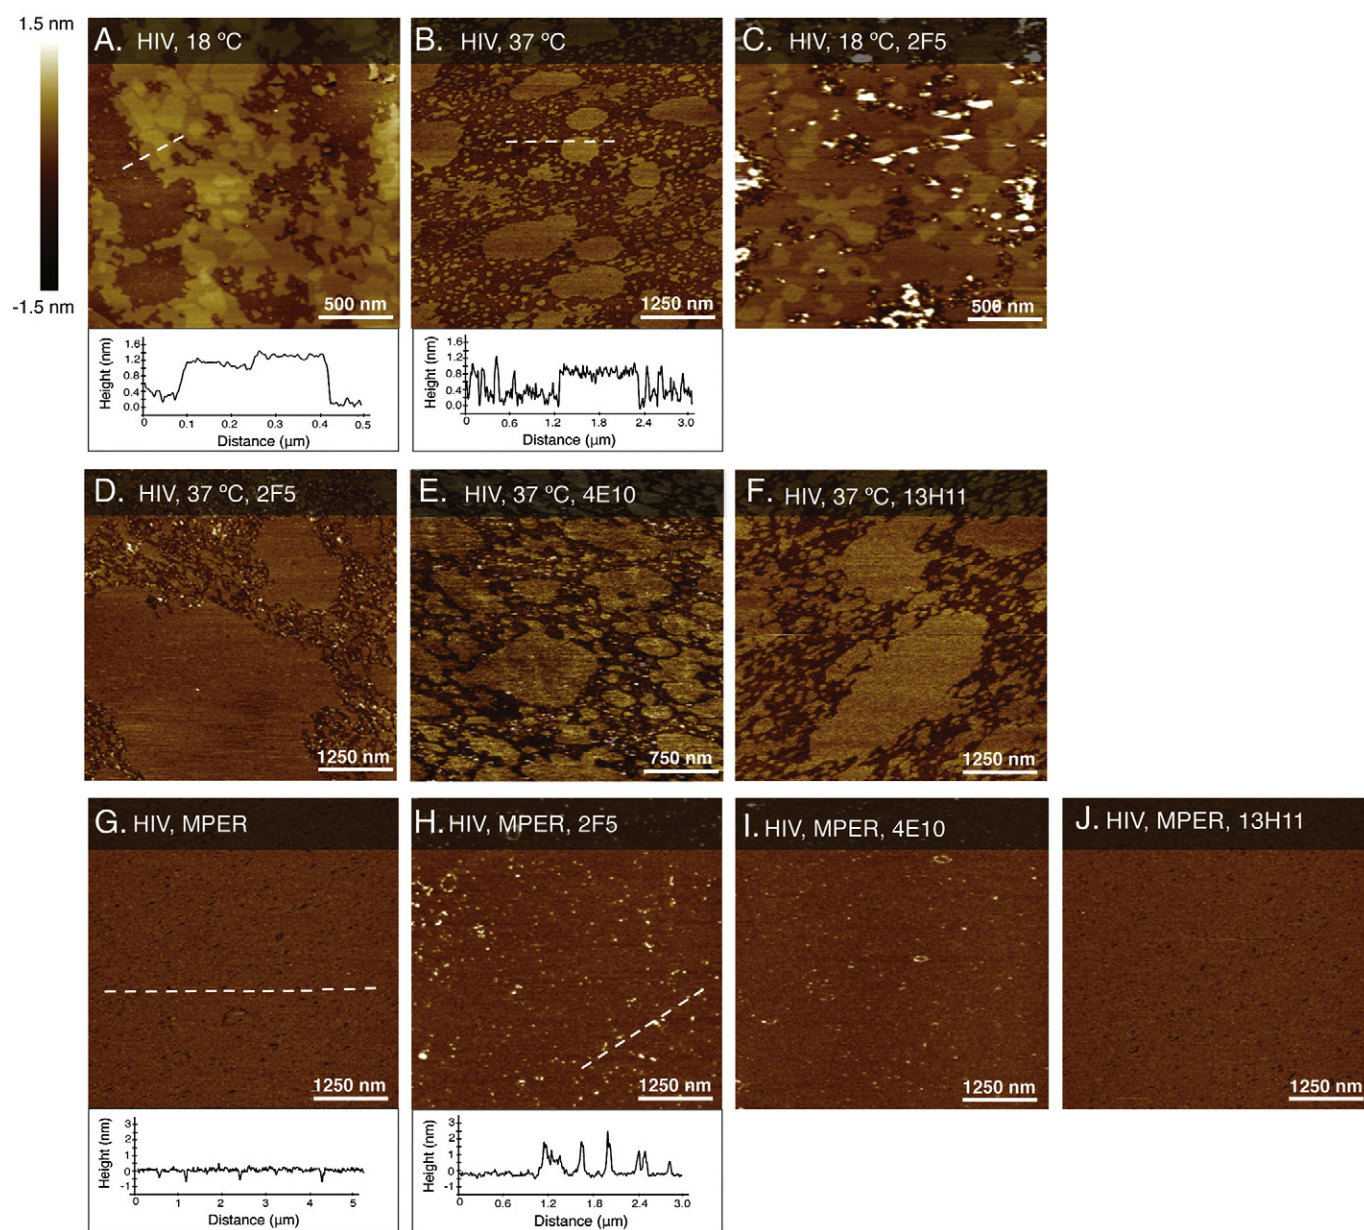 1.5 nm
-1.5 nm
A. HIV, 18 ºC
500 nm
B. HIV, 37 ºC
1250 nm
C. HIV, 18 ºC, 2F5
500 nm
Height (nm)
1.6
1.2
0.8
0.4
0.0
0 0.1 0.2 0.3 0.4 0.5
Distance (µm)
Height (nm)
1.6
1.2
0.8
0.4
0.0
0 0.6 1.2 1.8 2.4 3.0
Distance (µm)
D. HIV, 37 ºC, 2F5
1250 nm
E. HIV, 37 ºC, 4E10
750 nm
F. HIV, 37 ºC, 13H11
1250 nm
G. HIV, MPER
1250 nm
H. HIV, MPER, 2F5
1250 nm
I. HIV, MPER, 4E10
1250 nm
J. HIV, MPER, 13H11
1250 nm
Height (nm)
3
2
1
0
-1
0 1 2 3 4 5
Distance (µm)
Height (nm)
3
2
1
0
-1
0 0.6 1.2 1.8 2.4 3.0
Distance (µm)